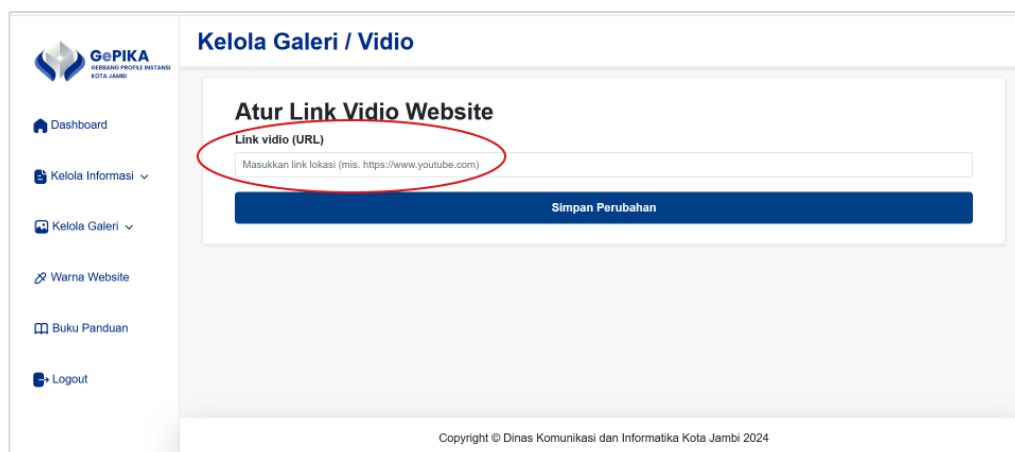 GePIKA
GERBANG PROFILE INSTANSI
KOTA JAMBI
Dashboard
Kelola Informasi
Kelola Galeri
Warna Website
Buku Panduan
Logout
Kelola Galeri / Vidio
Atur Link Vidio Website
Link vidio (URL)
Masukkan link lokasi (mis. https://www.youtube.com)
Simpan Perubahan
Copyright © Dinas Komunikasi dan Informatika Kota Jambi 2024